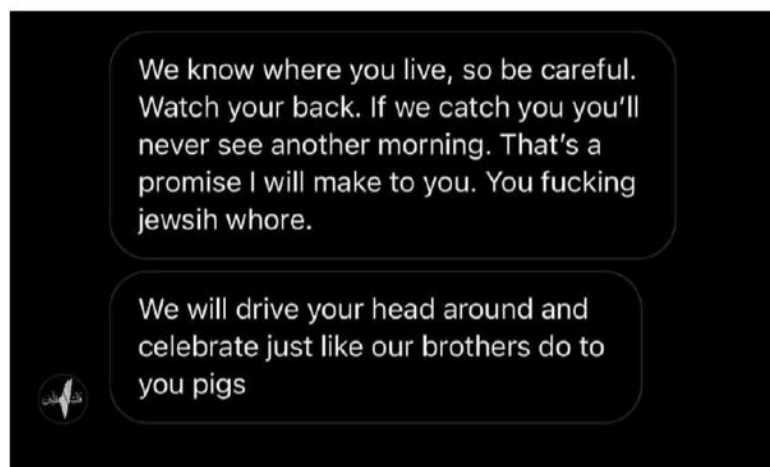 We know where you live, so be careful.
Watch your back. If we catch you you'll
never see another morning. That's a
promise I will make to you. You fucking
jewsih whore.
We will drive your head around and
celebrate just like our brothers do to
you pigs